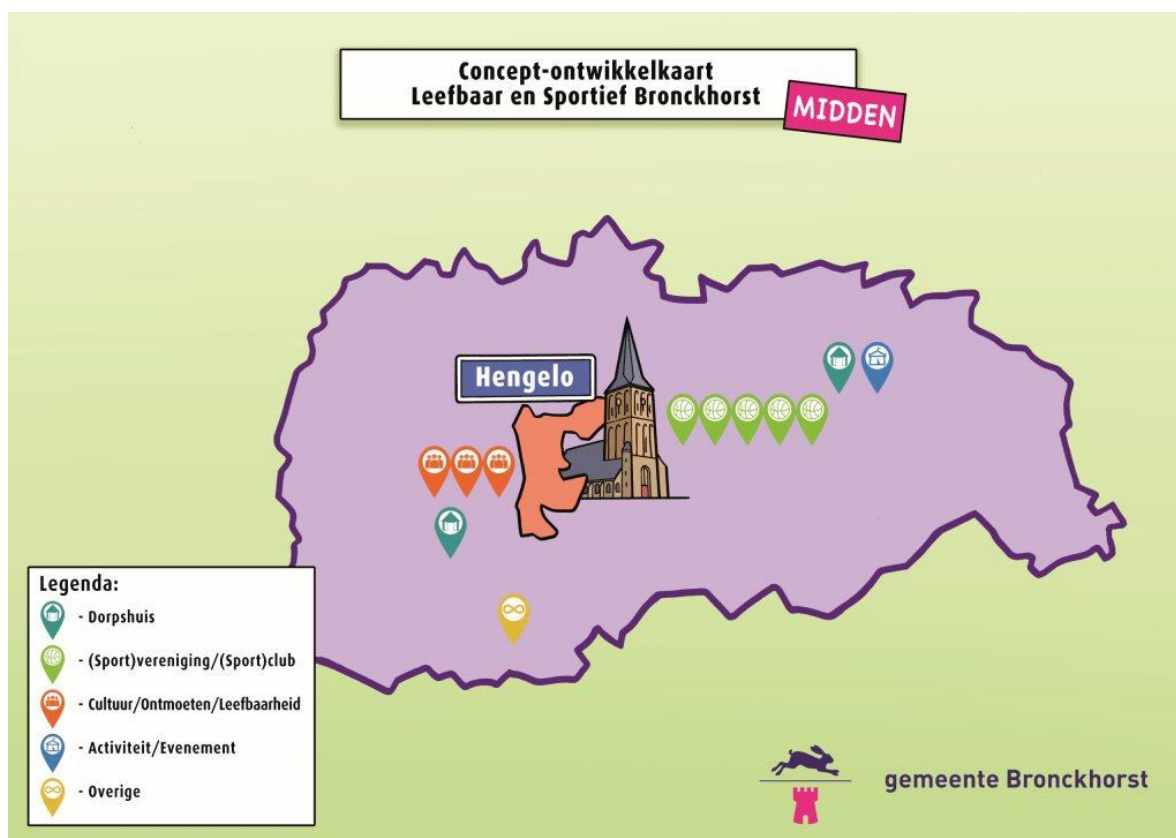 Concept-ontwikkelkaart
Leefbaar en Sportief Bronckhorst
MIDDEN
Hengelo
Legenda:
- Dorpshuis
- (Sport)vereniging/(Sport)club
- Cultuur/Ontmoeten/Leefbaarheid
- Activiteit/Evenement
- Overige
gemeente Bronckhorst